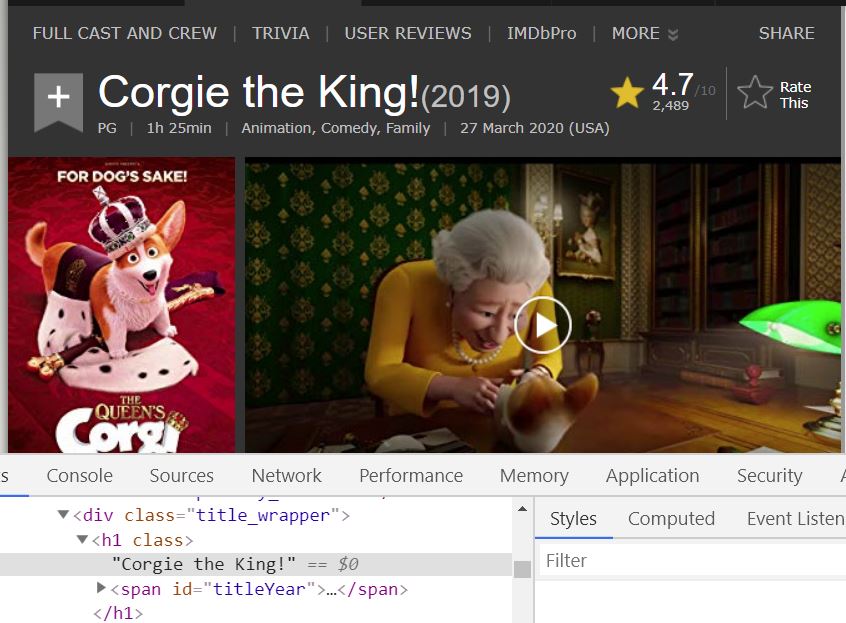 FULL CAST AND CREW | TRIVIA | USER REVIEWS | IMDbPro | MORE SHARE
+ Corgie the King!(2019)
4.7/10
2,489
Rate
This
PG | 1h 25min | Animation, Comedy, Family | 27 March 2020 (USA)
FOR DOG'S SAKE!
THE
QUEEN'S
Corgi
Console Sources Network Performance Memory Application Security
<div class="title_wrapper">
<h1 class>
"Corgie the King!" == $0
<span id="titleYear">…</span>
</h1>
Styles Computed Event Listen
Filter